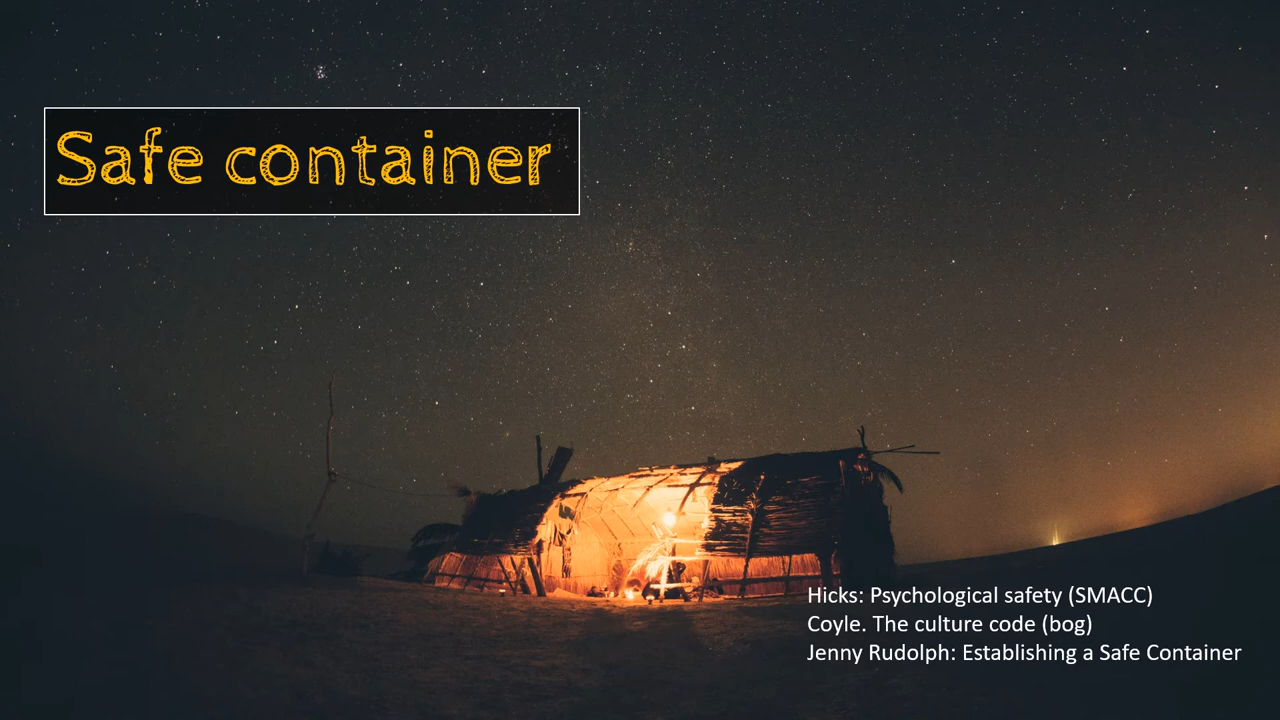 Safe container
Hicks: Psychological safety (SMACC)
Coyle. The culture code (bog)
Jenny Rudolph: Establishing a Safe Container